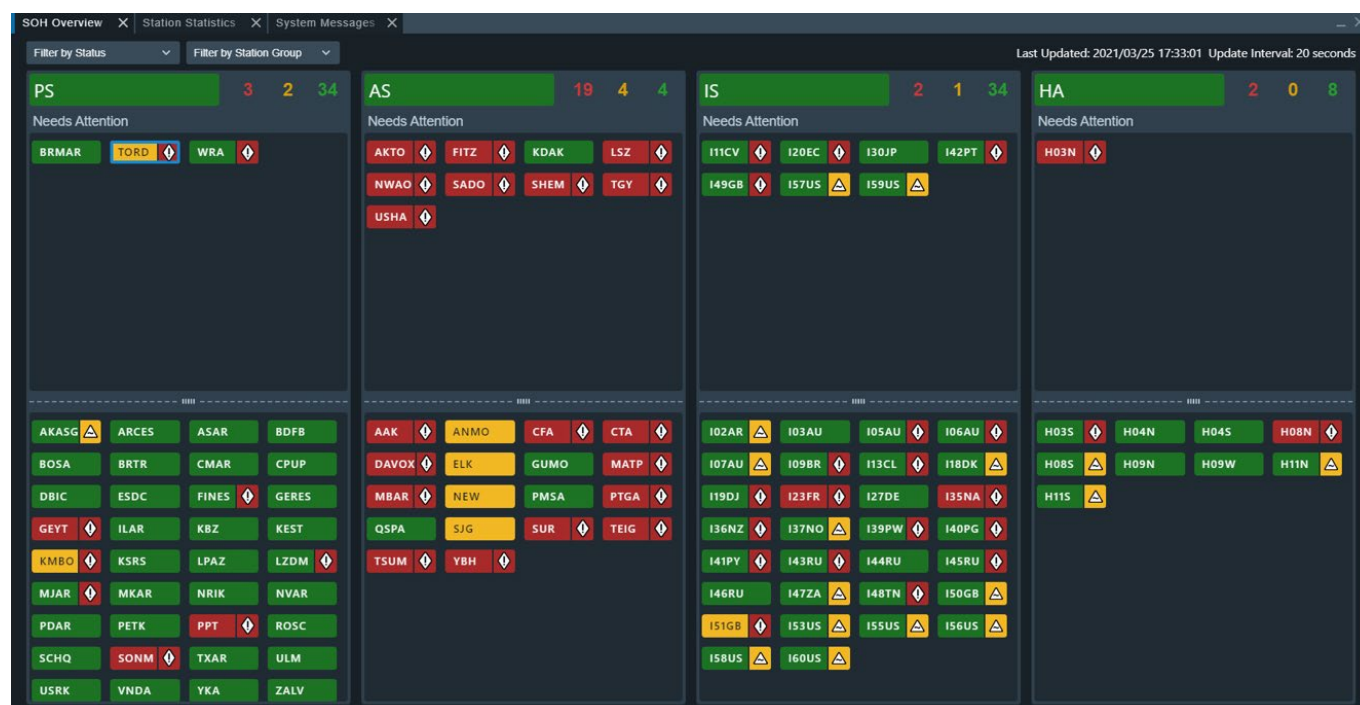 SOH Overview Station Statistics System Messages
Filter by Status Filter by Station Group Last Updated: 2021/03/25 17:33:01 Update Interval: 20 seconds
PS 3 2 34 AS 19 4 4 IS 2 1 34 HA 2 0 8
Needs Attention Needs Attention Needs Attention Needs Attention
BRMAR TORD WRA AKTO FITZ KDAK LSZ I11CV I20EC I30JP I42PT H03N
NWAO SADO SHEM TGY I49GB I57US I59US
USHA
AKASG ARCES ASAR BDFB AAK ANMO CFA CTA I02AR I03AU I05AU I06AU H03S H04N H04S H08N
BOSA BRTR CMAR CPUP DAVOX ELK GUMO MATP I07AU I09BR I13CL I18DK H08S H09N H09W H11N
DBIC ESDC FINES GERES MBAR NEW PMSA PTGA I19DJ I23FR I27DE I35NA H11S
GEYT ILAR KBZ KEST QSPA SJG SUR TEIG I36NZ I37NO I39PW I40PG
KMBO KSRS LPAZ LZDM TSUM YBH I41PY I43RU I44RU I45RU
MJAR MKAR NRIK NVAR I46RU I47ZA I48TN I50GB
PDAR PETK PPT ROSC I51GB I53US I55US I56US
SCHQ SONM TXAR ULM I58US I60US
USRK VNDA YKA ZALV